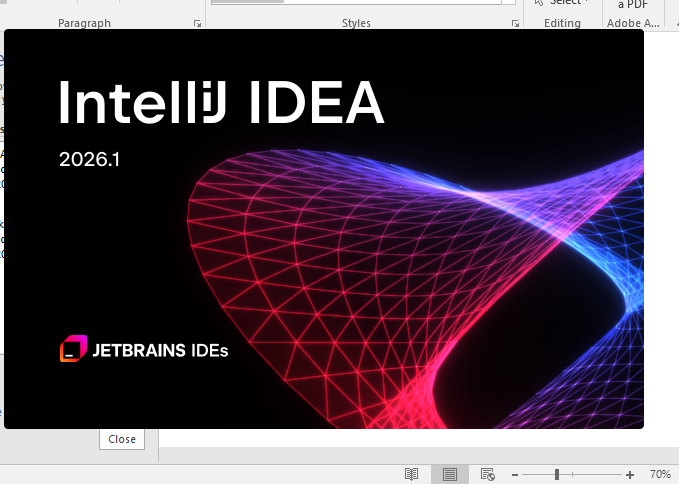 Select
a PDF
Paragraph
Styles
Editing
Adobe A...
IntelliJ IDEA
2026.1
JETBRAINS IDEs
Close
70%